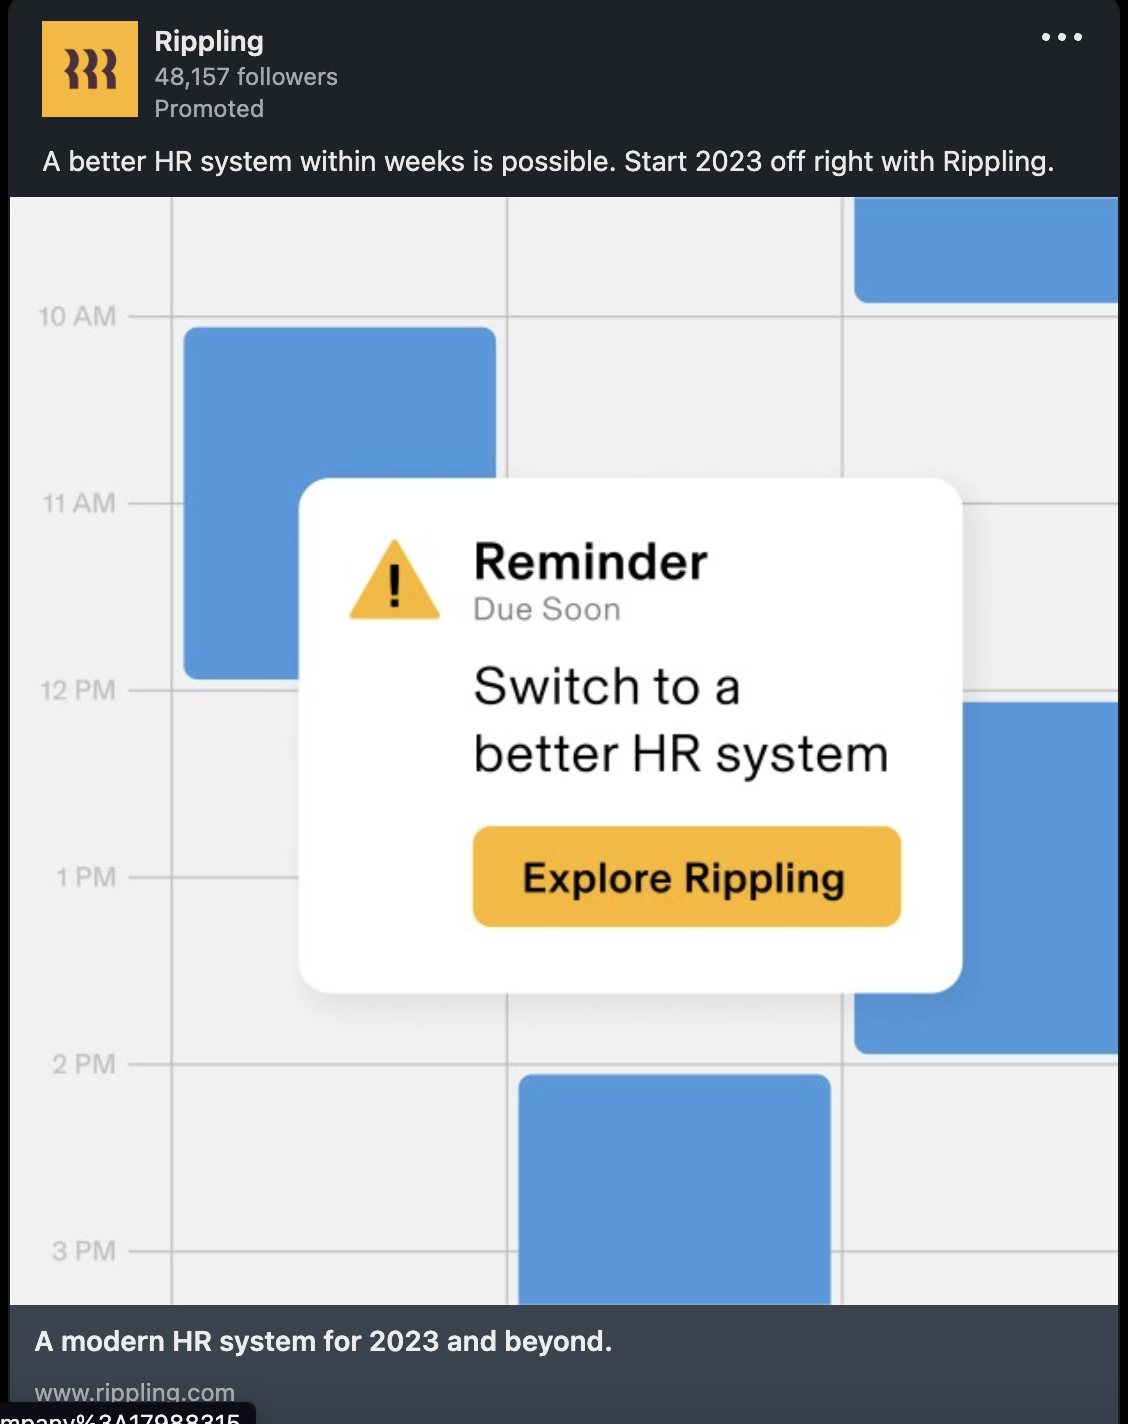 Rippling
48,157 followers
Promoted
A better HR system within weeks is possible. Start 2023 off right with Rippling.
10 AM
11 AM
12 PM
1 PM
2 PM
3 PM
!
Reminder
Due Soon
Switch to a
better HR system
Explore Rippling
A modern HR system for 2023 and beyond.
www.rippling.com
mpany%3A17988315